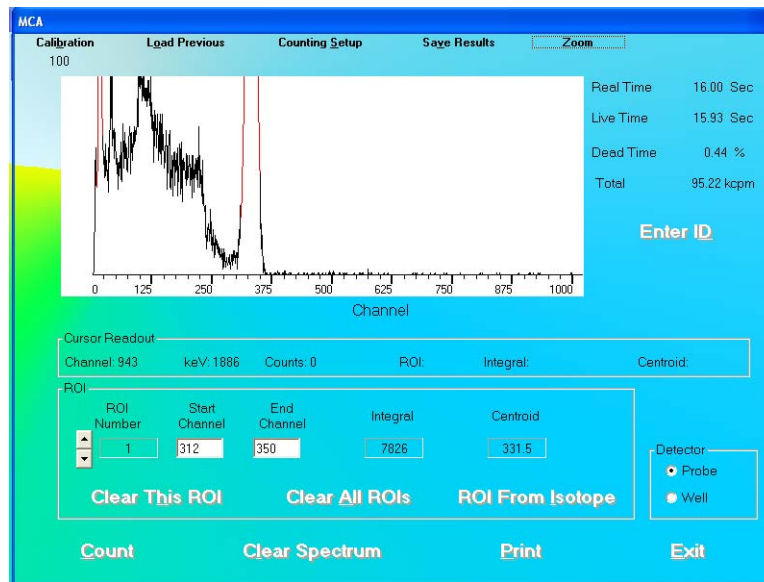 MCA
Calibration Load Previous Counting Setup Save Results Zoom
100
Real Time 16.00 Sec
Live Time 15.93 Sec
Dead Time 0.44 %
Total 95.22 kcpm
Enter ID
0 125 250 375 500 625 750 875 1000
Channel
Cursor Readout
Channel: 943 keV: 1886 Counts: 0 ROI: Integral: Centroid:
ROI
ROI Number Start Channel End Channel Integral Centroid
1 312 350 7826 331.5
Clear This ROI Clear All ROIs ROI From Isotope
Detector
Probe
Well
Count Clear Spectrum Print Exit